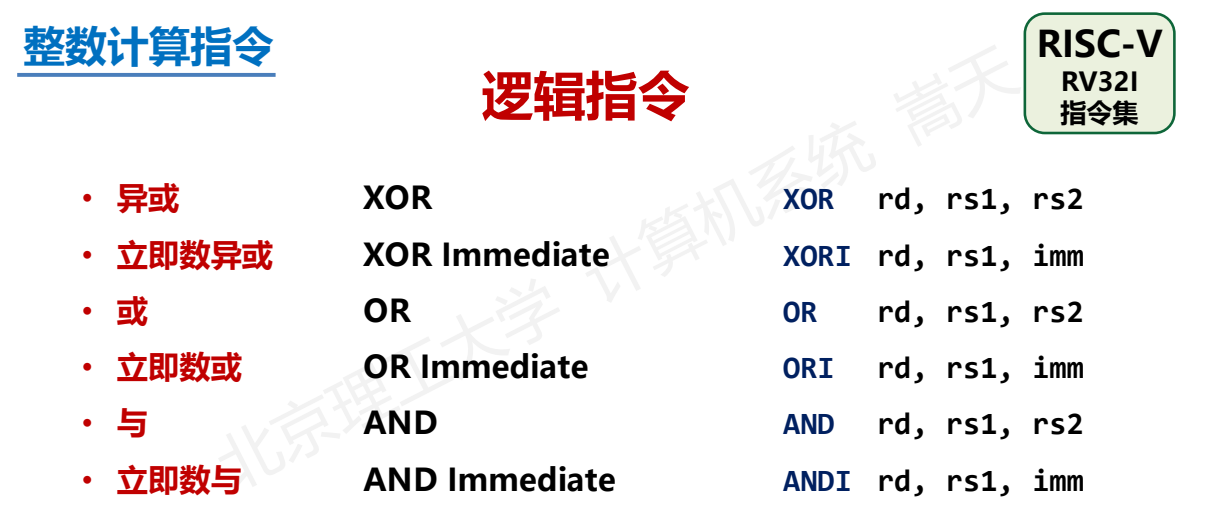 整数计算指令
RISC-V
RV32I
指令集
逻辑指令
• 异或 XOR XOR rd, rs1, rs2
• 立即数异或 XOR Immediate XORI rd, rs1, imm
• 或 OR OR rd, rs1, rs2
• 立即数或 OR Immediate ORI rd, rs1, imm
• 与 AND AND rd, rs1, rs2
• 立即数与 AND Immediate ANDI rd, rs1, imm
北京理工大学 计算机系统 嵩天